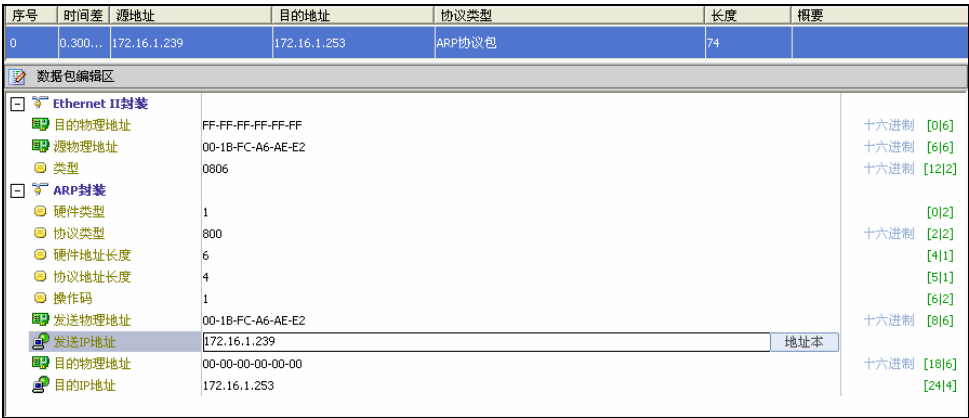 序号 时间差 源地址 目的地址 协议类型 长度 概要
0 0.300... 172.16.1.239 172.16.1.253 ARP协议包 74
数据包编辑区
Ethernet II封装
目的物理地址 FF-FF-FF-FF-FF-FF 十六进制 [0|6]
源物理地址 00-1B-FC-A6-AE-E2 十六进制 [6|6]
类型 0806 十六进制 [12|2]
ARP封装
硬件类型 1 [0|2]
协议类型 800 十六进制 [2|2]
硬件地址长度 6 [4|1]
协议地址长度 4 [5|1]
操作码 1 [6|2]
发送物理地址 00-1B-FC-A6-AE-E2 十六进制 [8|6]
发送IP地址 172.16.1.239 地址本
目的物理地址 00-00-00-00-00-00 十六进制 [18|6]
目的IP地址 172.16.1.253 [24|4]